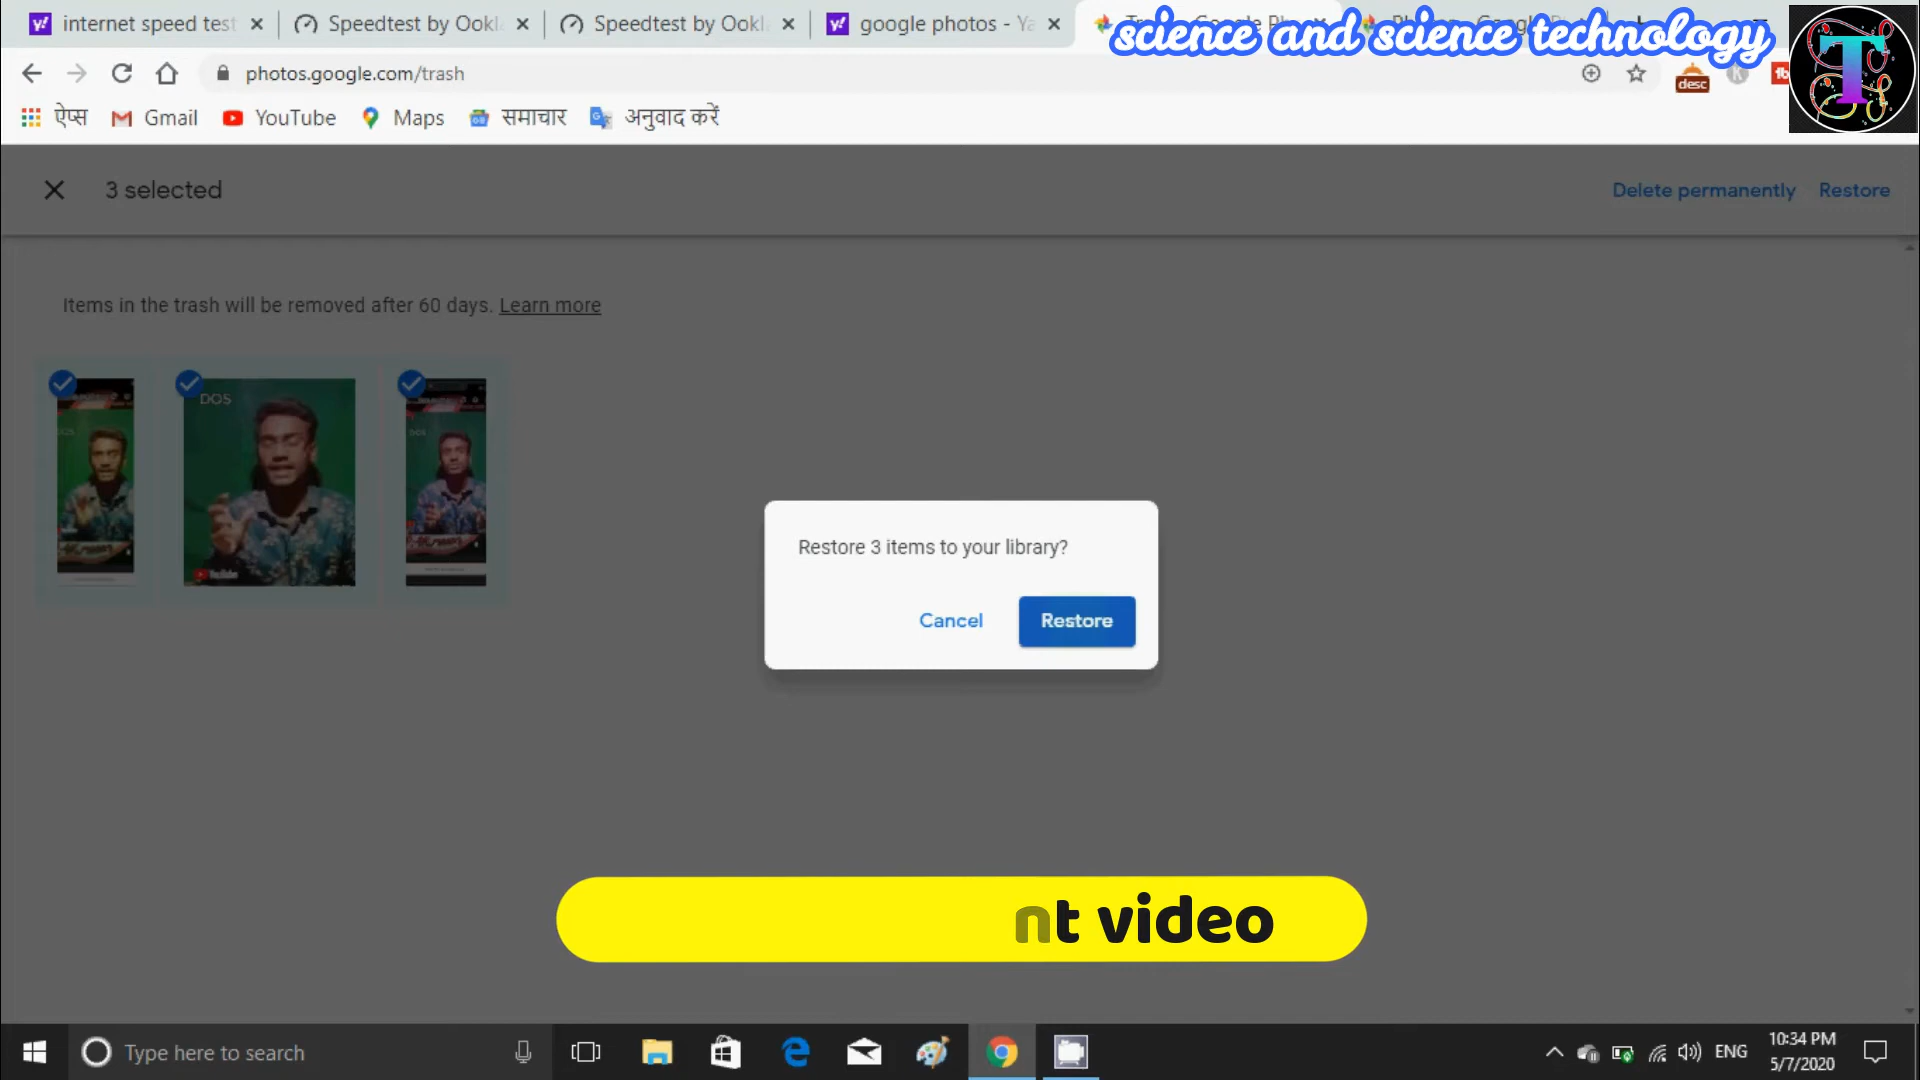 internet speed test
Speedtest by Ookl
Speedtest by Ookl
google photos - Ya
science and science technology
photos.google.com/trash
desc
ऐप्स
Gmail
YouTube
Maps
समाचार
अनुवाद करें
3 selected
Delete permanently
Restore
Items in the trash will be removed after 60 days. Learn more
DOS
YouTube
Restore 3 items to your library?
Cancel
Restore
nt video
Type here to search
ENG
10:34 PM
5/7/2020